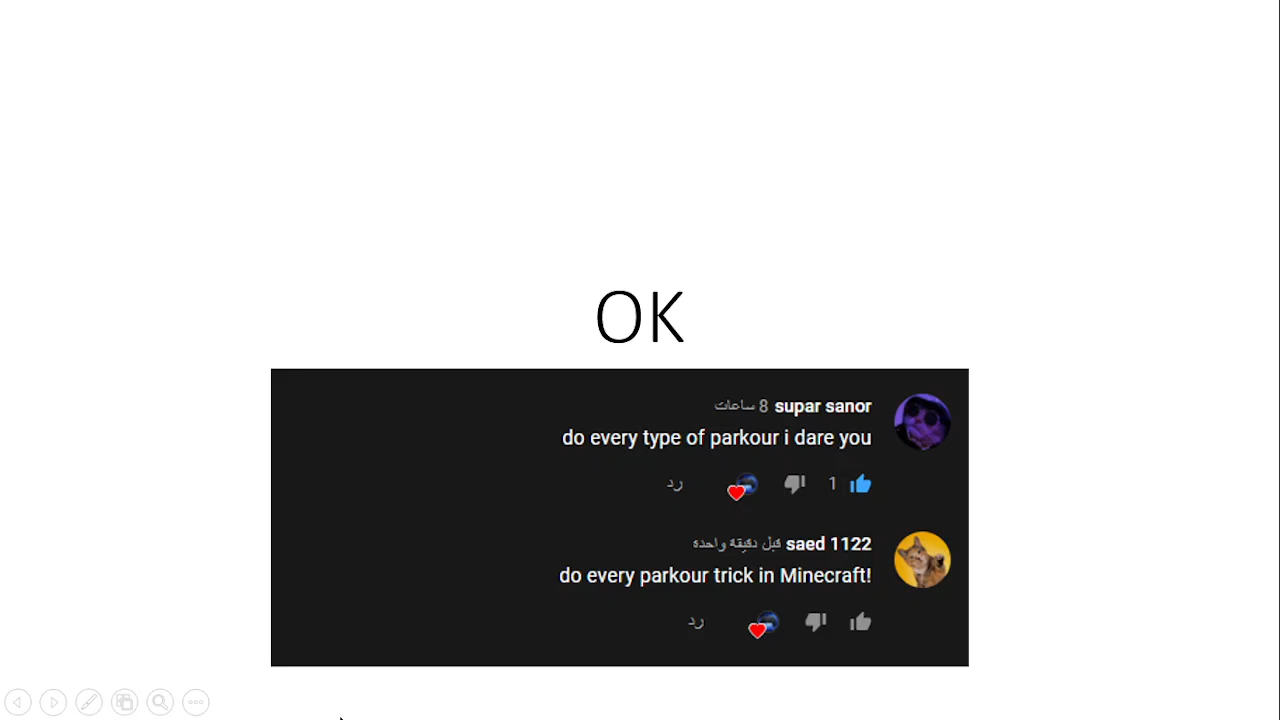 OK
supar sanor 8 ساعات
do every type of parkour i dare you
1
رد
saed 1122 قبل دقيقة واحدة
do every parkour trick in Minecraft!
رد